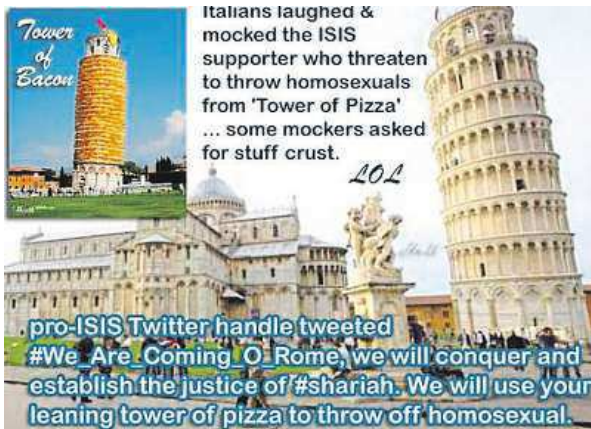 Tower
of
Bacon
Italians laughed &
mocked the ISIS
supporter who threaten
to throw homosexuals
from 'Tower of Pizza'
... some mockers asked
for stuff crust.
LOL
pro-ISIS Twitter handle tweeted
#We_Are_Coming_O_Rome, we will conquer and
establish the justice of #shariah. We will use your
leaning tower of pizza to throw off homosexual.